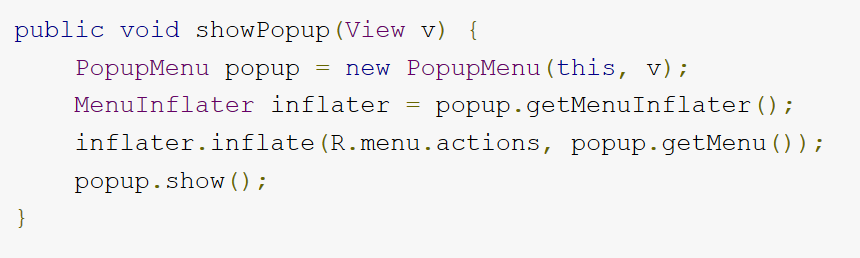 public void showPopup(View v) {
    PopupMenu popup = new PopupMenu(this, v);
    MenuInflater inflater = popup.getMenuInflater();
    inflater.inflate(R.menu.actions, popup.getMenu());
    popup.show();
}